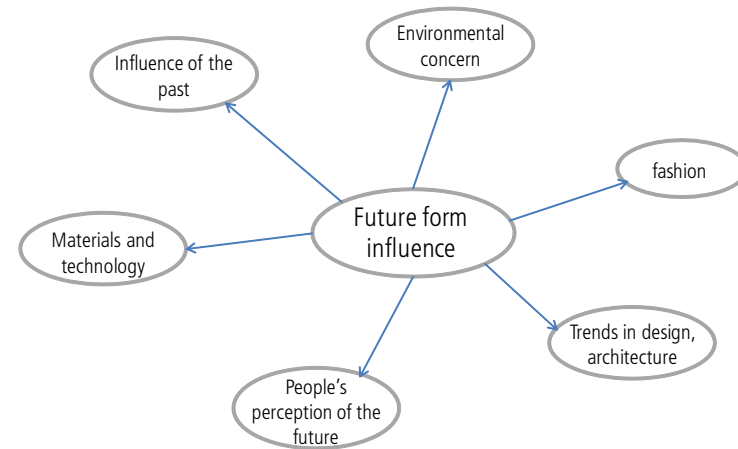 Environmental
concern
Influence of the
past
fashion
Future form
influence
Materials and
technology
Trends in design,
architecture
People's
perception of the
future